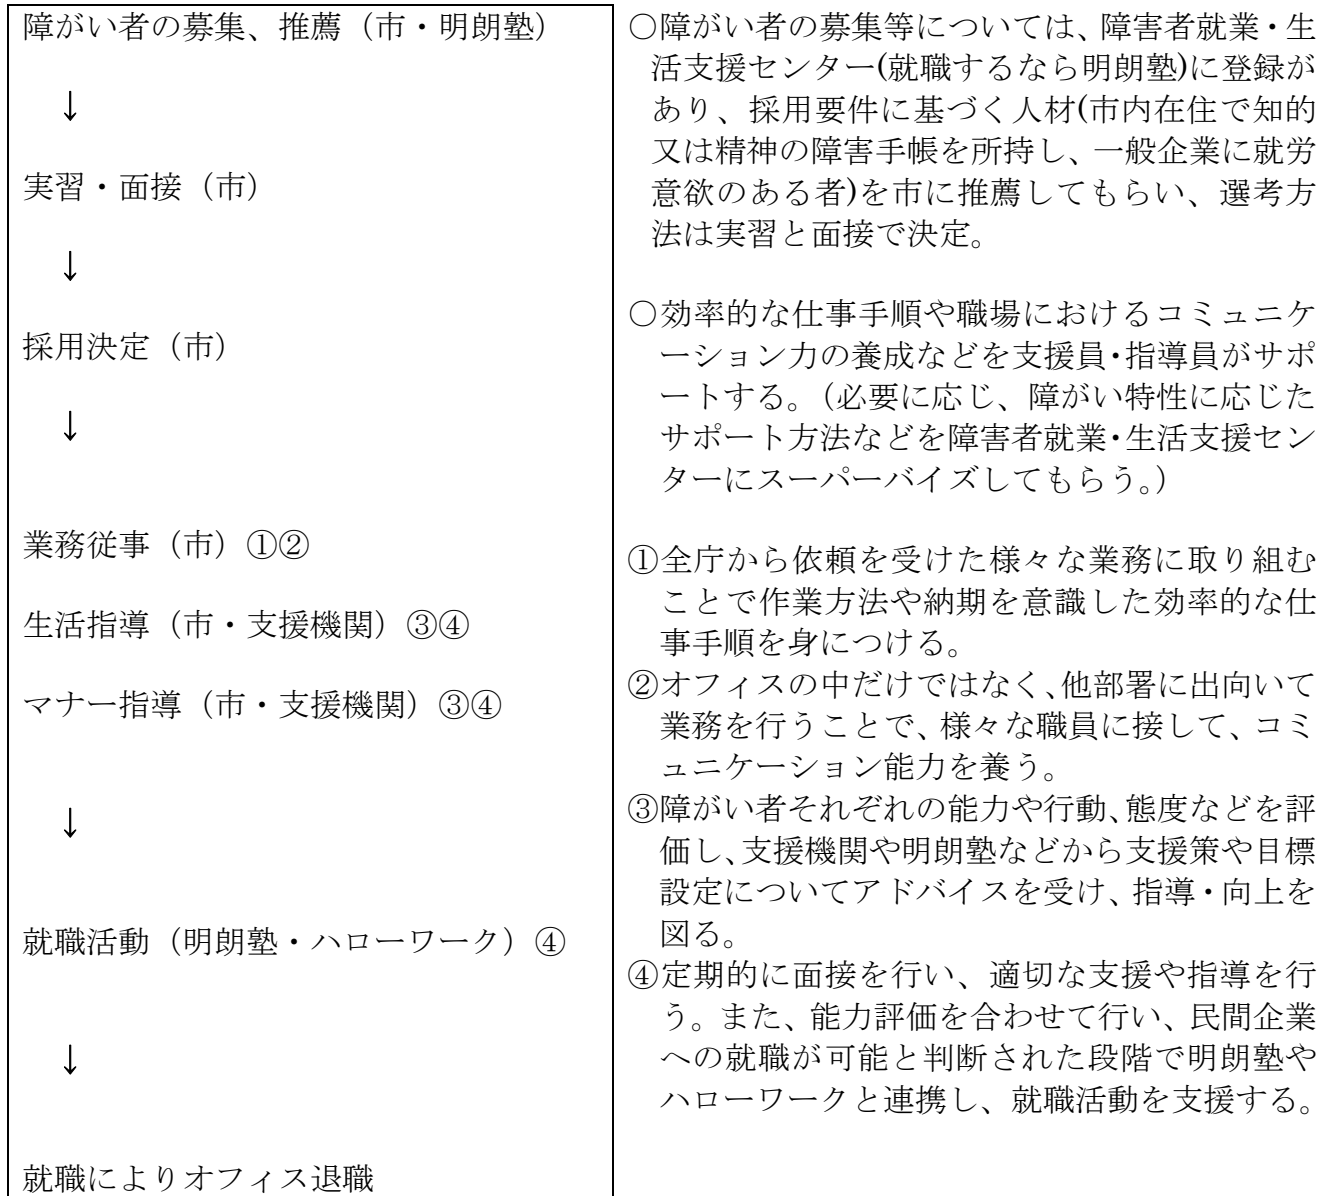 障がい者の募集、推薦（市・明朗塾）
↓
実習・面接（市）
↓
採用決定（市）
↓
業務従事（市）①②
生活指導（市・支援機関）③④
マナー指導（市・支援機関）③④
↓
就職活動（明朗塾・ハローワーク）④
↓
就職によりオフィス退職
○障がい者の募集等については、障害者就業・生
活支援センター(就職するなら明朗塾)に登録が
あり、採用要件に基づく人材(市内在住で知的
又は精神の障害手帳を所持し、一般企業に就労
意欲のある者)を市に推薦してもらい、選考方
法は実習と面接で決定。
○効率的な仕事手順や職場におけるコミュニケ
ーション力の養成などを支援員・指導員がサポ
ートする。（必要に応じ、障がい特性に応じた
サポート方法などを障害者就業・生活支援セン
ターにスーパーバイズしてもらう。）
①全庁から依頼を受けた様々な業務に取り組む
ことで作業方法や納期を意識した効率的な仕
事手順を身につける。
②オフィスの中だけではなく、他部署に出向いて
業務を行うことで、様々な職員に接して、コミ
ュニケーション能力を養う。
③障がい者それぞれの能力や行動、態度などを評
価し、支援機関や明朗塾などから支援策や目標
設定についてアドバイスを受け、指導・向上を
図る。
④定期的に面接を行い、適切な支援や指導を行
う。また、能力評価を合わせて行い、民間企業
への就職が可能と判断された段階で明朗塾や
ハローワークと連携し、就職活動を支援する。